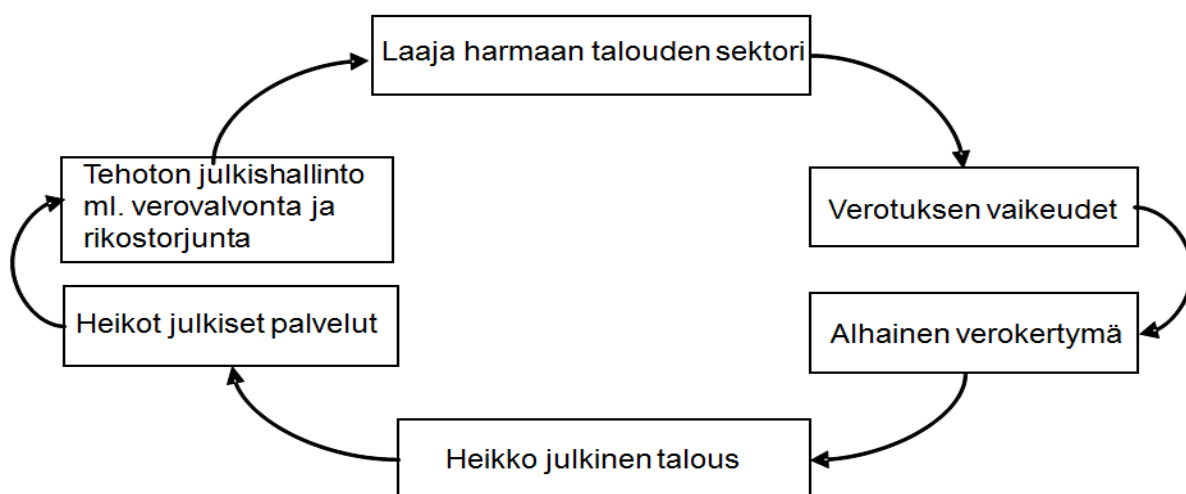 Laaja harmaan talouden sektori
Verotuksen vaikeudet
Alhainen verokertymä
Heikko julkinen talous
Heikot julkiset palvelut
Tehoton julkishallinto
ml. verovalvonta ja
rikostorjunta